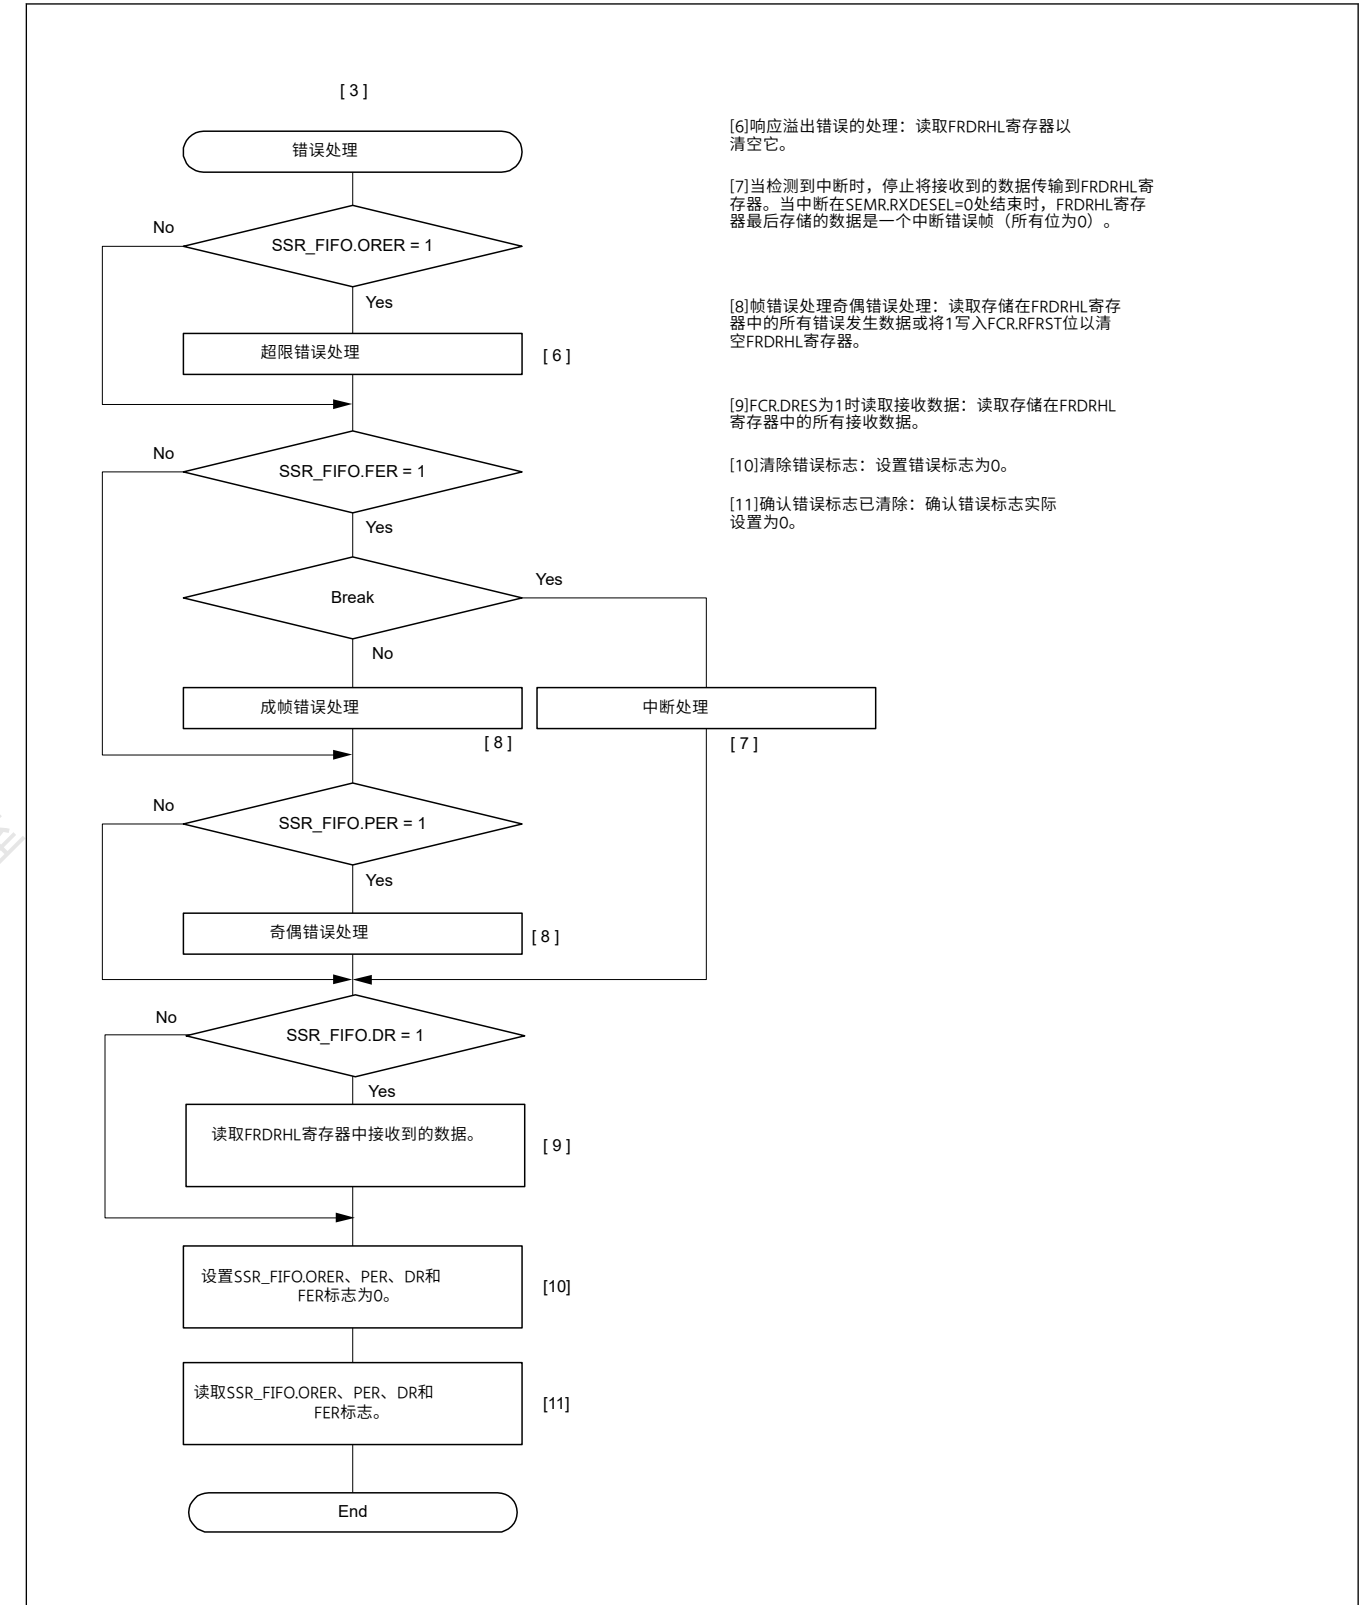 [ 3 ]
错误处理
No
SSR_FIFO.ORER = 1
Yes
超限错误处理
[ 6 ]
No
SSR_FIFO.FER = 1
Yes
Break
Yes
No
成帧错误处理
[ 8 ]
中断处理
[ 7 ]
No
SSR_FIFO.PER = 1
Yes
奇偶错误处理
[ 8 ]
No
SSR_FIFO.DR = 1
Yes
读取FRDRHL寄存器中接收到的数据。
[ 9 ]
设置SSR_FIFO.ORER、PER、DR和
FER标志为0。
[10]
读取SSR_FIFO.ORER、PER、DR和
FER标志。
[11]
End
[6]响应溢出错误的处理：读取FRDRHL寄存器以
清空它。
[7]当检测到中断时，停止将接收到的数据传输到FRDRHL寄
存器。当中断在SEMR.RXDESEL=0处结束时，FRDRHL寄存
器最后存储的数据是一个中断错误帧（所有位为0）。
[8]帧错误处理奇偶错误处理：读取存储在FRDRHL寄存
器中的所有错误发生数据或将1写入FCR.RFRST位以清
空FRDRHL寄存器。
[9]FCR.DRES为1时读取接收数据：读取存储在FRDRHL
寄存器中的所有接收数据。
[10]清除错误标志：设置错误标志为0。
[11]确认错误标志已清除：确认错误标志实际
设置为0。